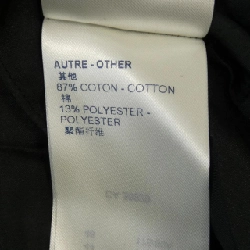 AUTRE - OTHER
其他
87% COTON - COTTON
棉
13% POLYESTER -
POLYESTER
聚酯纤维